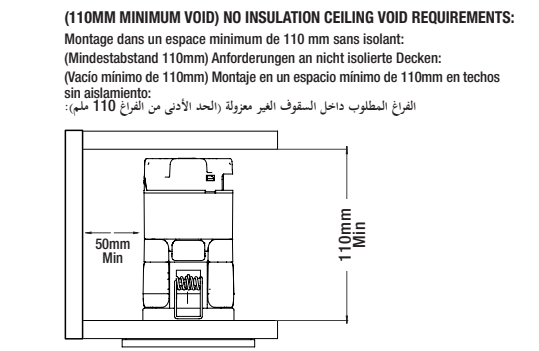 (110MM MINIMUM VOID) NO INSULATION CEILING VOID REQUIREMENTS:
Montage dans un espace minimum de 110 mm sans isolant:
(Mindestabstand 110mm) Anforderungen an nicht isolierte Decken:
(Vacío mínimo de 110mm) Montaje en un espacio mínimo de 110mm en techos
sin aislamiento:
الفراغ المطلوب داخل السقوف الغير معزولة (الحد الأدنى من الفراغ 110 ملم):
50mm
Min
110mm
Min